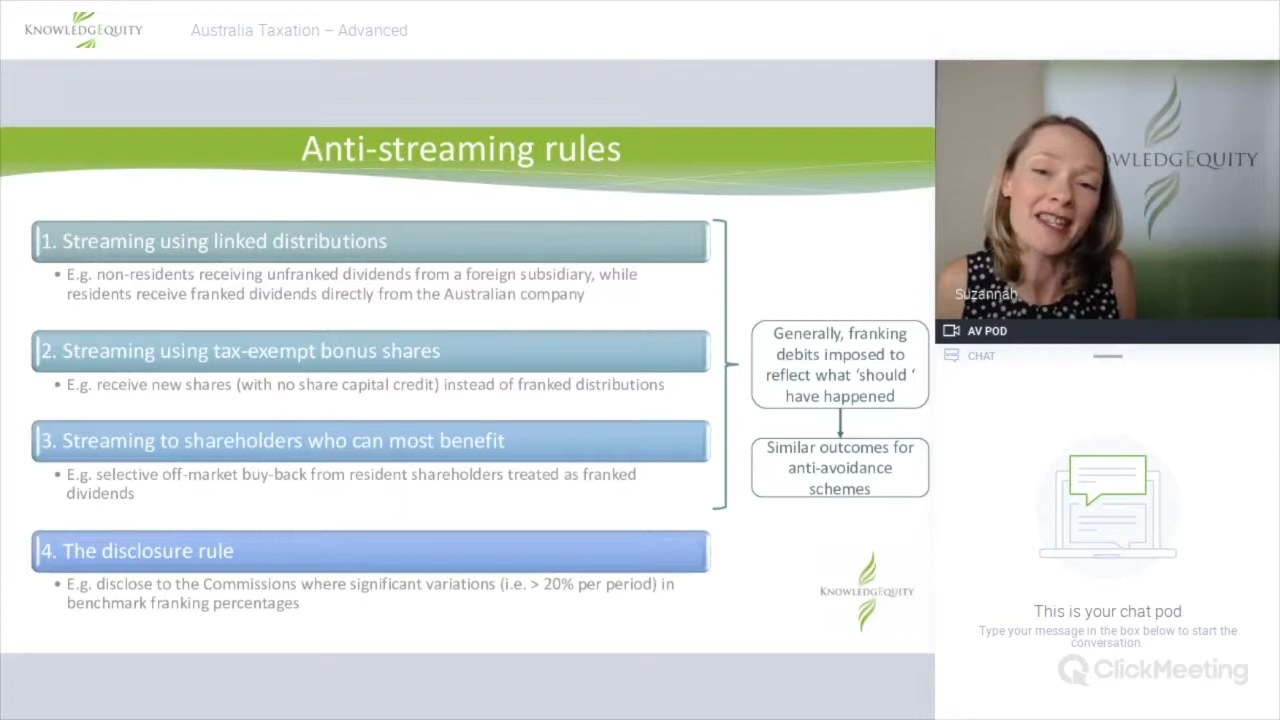 KNOWLEDGEQUITY
Australia Taxation – Advanced
Anti-streaming rules
1. Streaming using linked distributions
• E.g. non-residents receiving unfranked dividends from a foreign subsidiary, while
residents receive franked dividends directly from the Australian company
2. Streaming using tax-exempt bonus shares
• E.g. receive new shares (with no share capital credit) instead of franked distributions
3. Streaming to shareholders who can most benefit
• E.g. selective off-market buy-back from resident shareholders treated as franked
dividends
4. The disclosure rule
• E.g. disclose to the Commissions where significant variations (i.e. > 20% per period) in
benchmark franking percentages
Generally, franking
debits imposed to
reflect what ‘should ‘
have happened
Similar outcomes for
anti-avoidance
schemes
KNOWLEDGEQUITY
OWLEDGEQUITY
Suzannah
AV POD
CHAT
This is your chat pod
Type your message in the box below to start the
conversation.
ClickMeeting